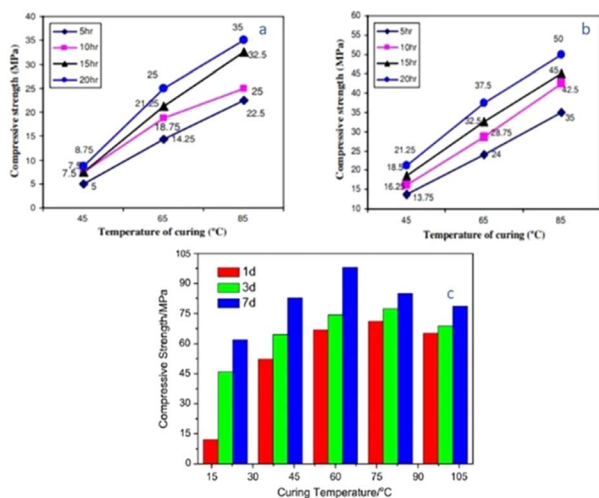 a
5hr
10hr
15hr
20hr
Compressive strength (MPa)
40
35
30
25
20
15
10
5
0
35
32.5
25
25
22.5
21.25
18.75
14.25
8.75
7.5
7.5
5
45 65 85
Temperature of curing (°C)
b
5hr
10hr
15hr
20hr
Compressive strength (MPa)
60
55
50
45
40
35
30
25
20
15
10
50
45
42.5
37.5
35
32.5
28.75
24
21.25
18.5
16.25
13.75
45 65 85
Temperature of curing (°C)
c
1d
3d
7d
Compressive Strength/MPa
105
90
75
60
45
30
15
0
15 30 45 60 75 90 105
Curing Temperature/°C